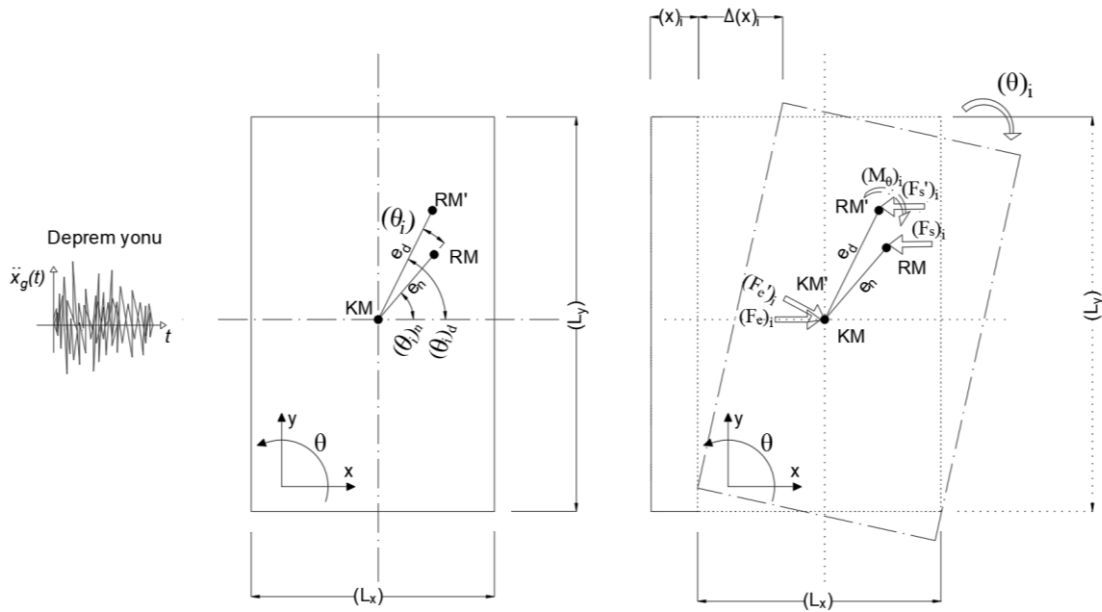 Deprem yonu
ẍg(t)
t
RM'
(θi)
RM
ed
en
KM
(θi)n
(θi)d
(Ly)
y
θ
x
(Lx)
(x)i
Δ(x)i
(θ)i
(Mθ)i
(Fs')i
RM'
(Fs)i
RM
ed
en
KM'
(Fe')i
(Fe)i
KM
(Ly)
y
θ
x
(Lx)